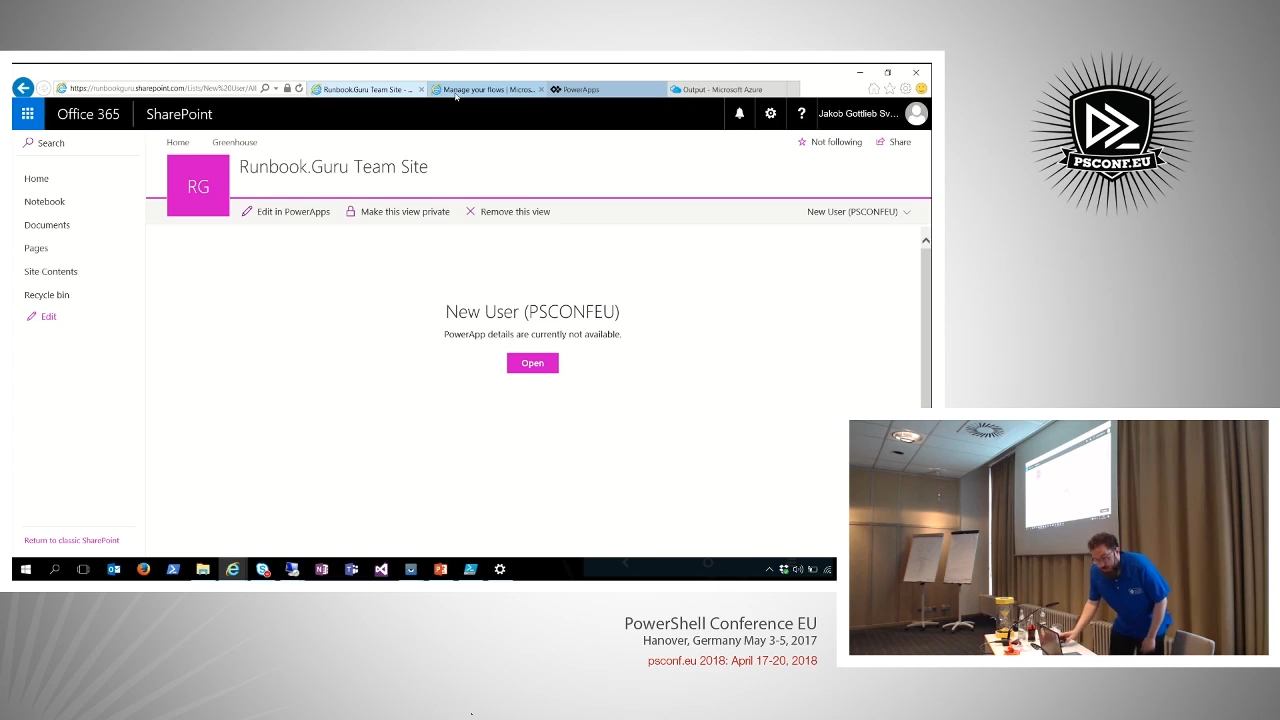 https://runbookguru.sharepoint.com/Lists/New%20User/All
Runbook.Guru Team Site - ...
Manage your flows | Micros...
PowerApps
Output - Microsoft Azure
Office 365
SharePoint
Jakob Gottlieb Sv...
Search
Home
Greenhouse
Not following
Share
RG
Runbook.Guru Team Site
Home
Notebook
Documents
Pages
Site Contents
Recycle bin
Edit
Edit in PowerApps
Make this view private
Remove this view
New User (PSCONFEU)
New User (PSCONFEU)
PowerApp details are currently not available.
Open
Return to classic SharePoint
PSCONF.EU
PowerShell Conference EU
Hanover, Germany May 3-5, 2017
psconf.eu 2018: April 17-20, 2018